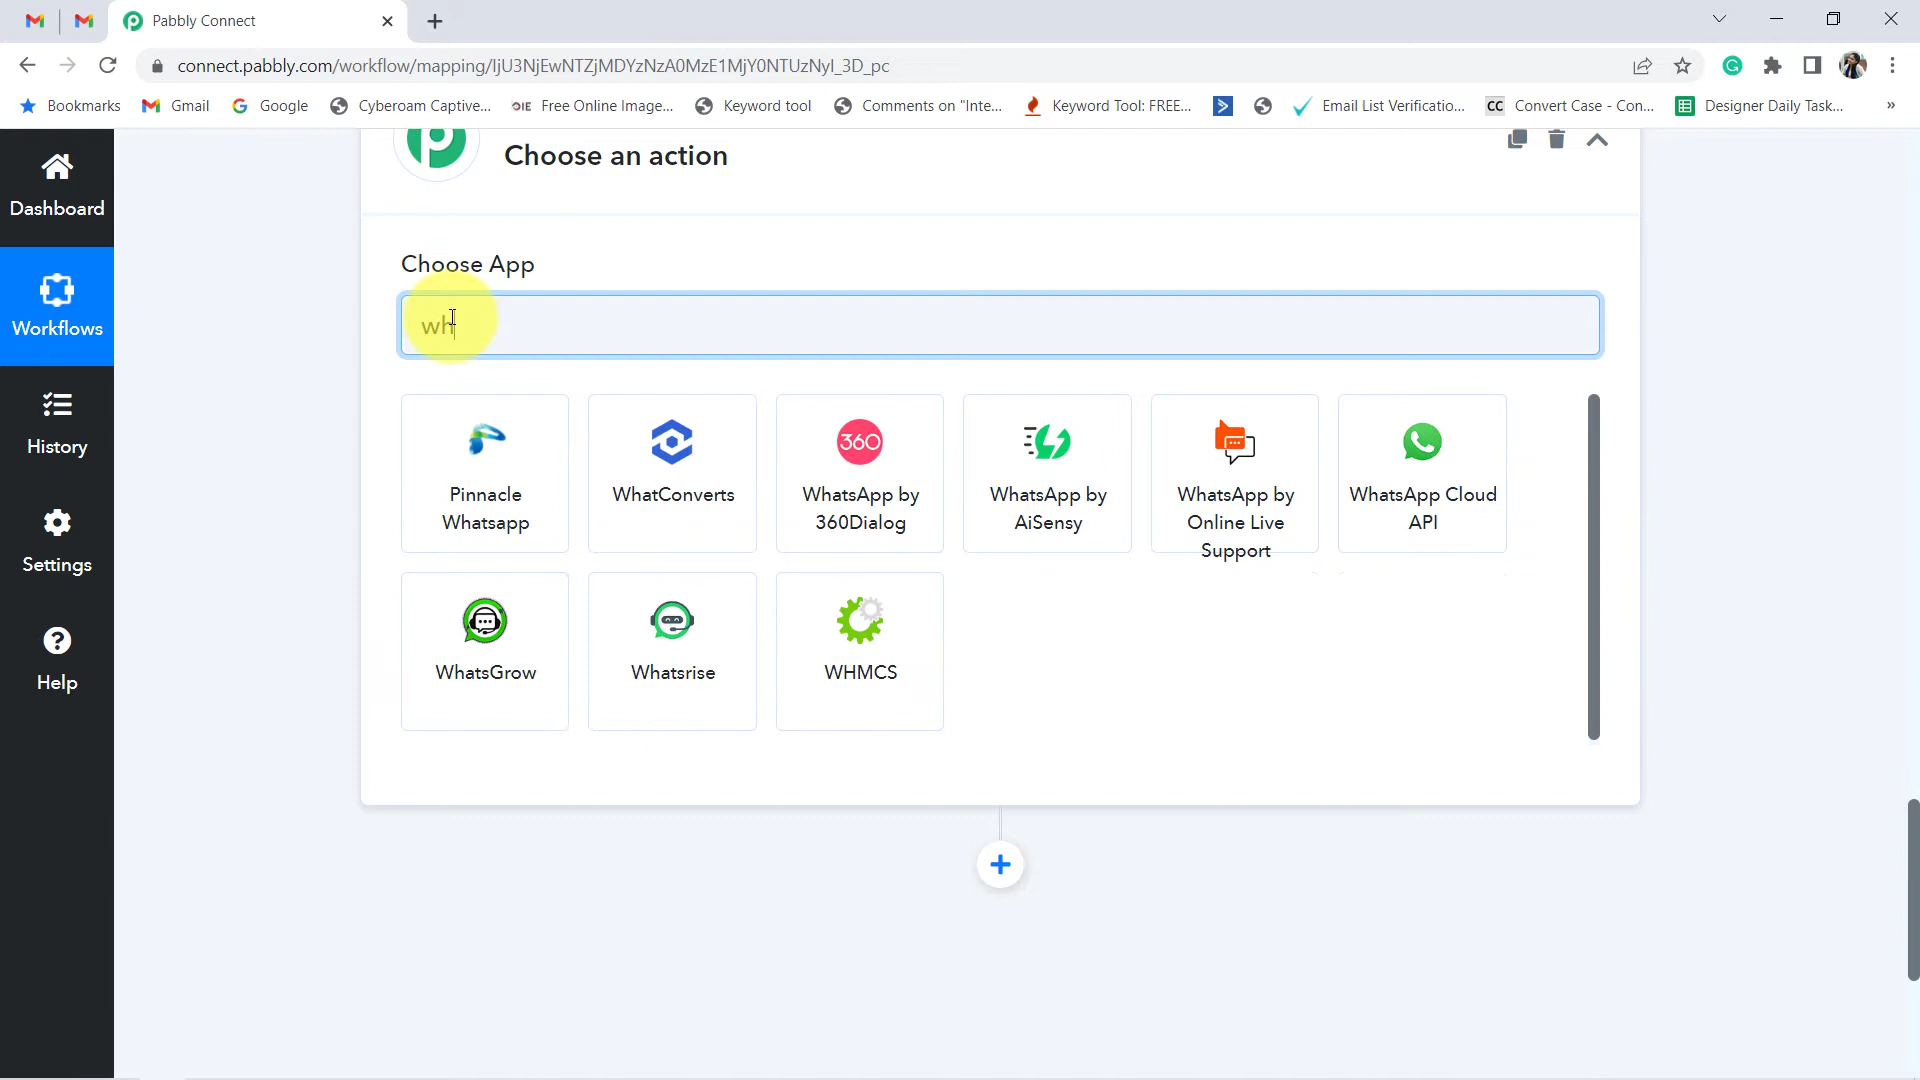 Pabbly Connect
connect.pabbly.com/workflow/mapping/IjU3NjEwNTZjMDYzNzA0MzE1MjY0NTUzNyI_3D_pc
Bookmarks
Gmail
Google
Cyberoam Captive...
OIE
Free Online Image...
Keyword tool
Comments on "Inte...
Keyword Tool: FREE...
Email List Verificatio...
CC
Convert Case - Con...
Designer Daily Task...
»
Dashboard
Workflows
History
Settings
Help
Choose an action
Choose App
wh
Pinnacle
Whatsapp
WhatConverts
360
WhatsApp by
360Dialog
WhatsApp by
AiSensy
WhatsApp by
Online Live
Support
WhatsApp Cloud
API
WhatsGrow
Whatsrise
WHMCS